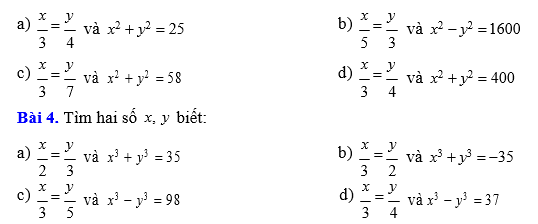 a) x/3 = y/4 và x² + y² = 25
b) x/5 = y/3 và x² − y² = 1600
c) x/3 = y/7 và x² + y² = 58
d) x/3 = y/4 và x² + y² = 400
Bài 4. Tìm hai số x, y biết:
a) x/2 = y/3 và x³ + y³ = 35
b) x/3 = y/2 và x³ + y³ = −35
c) x/3 = y/5 và x³ − y³ = 98
d) x/3 = y/4 và x³ − y³ = 37